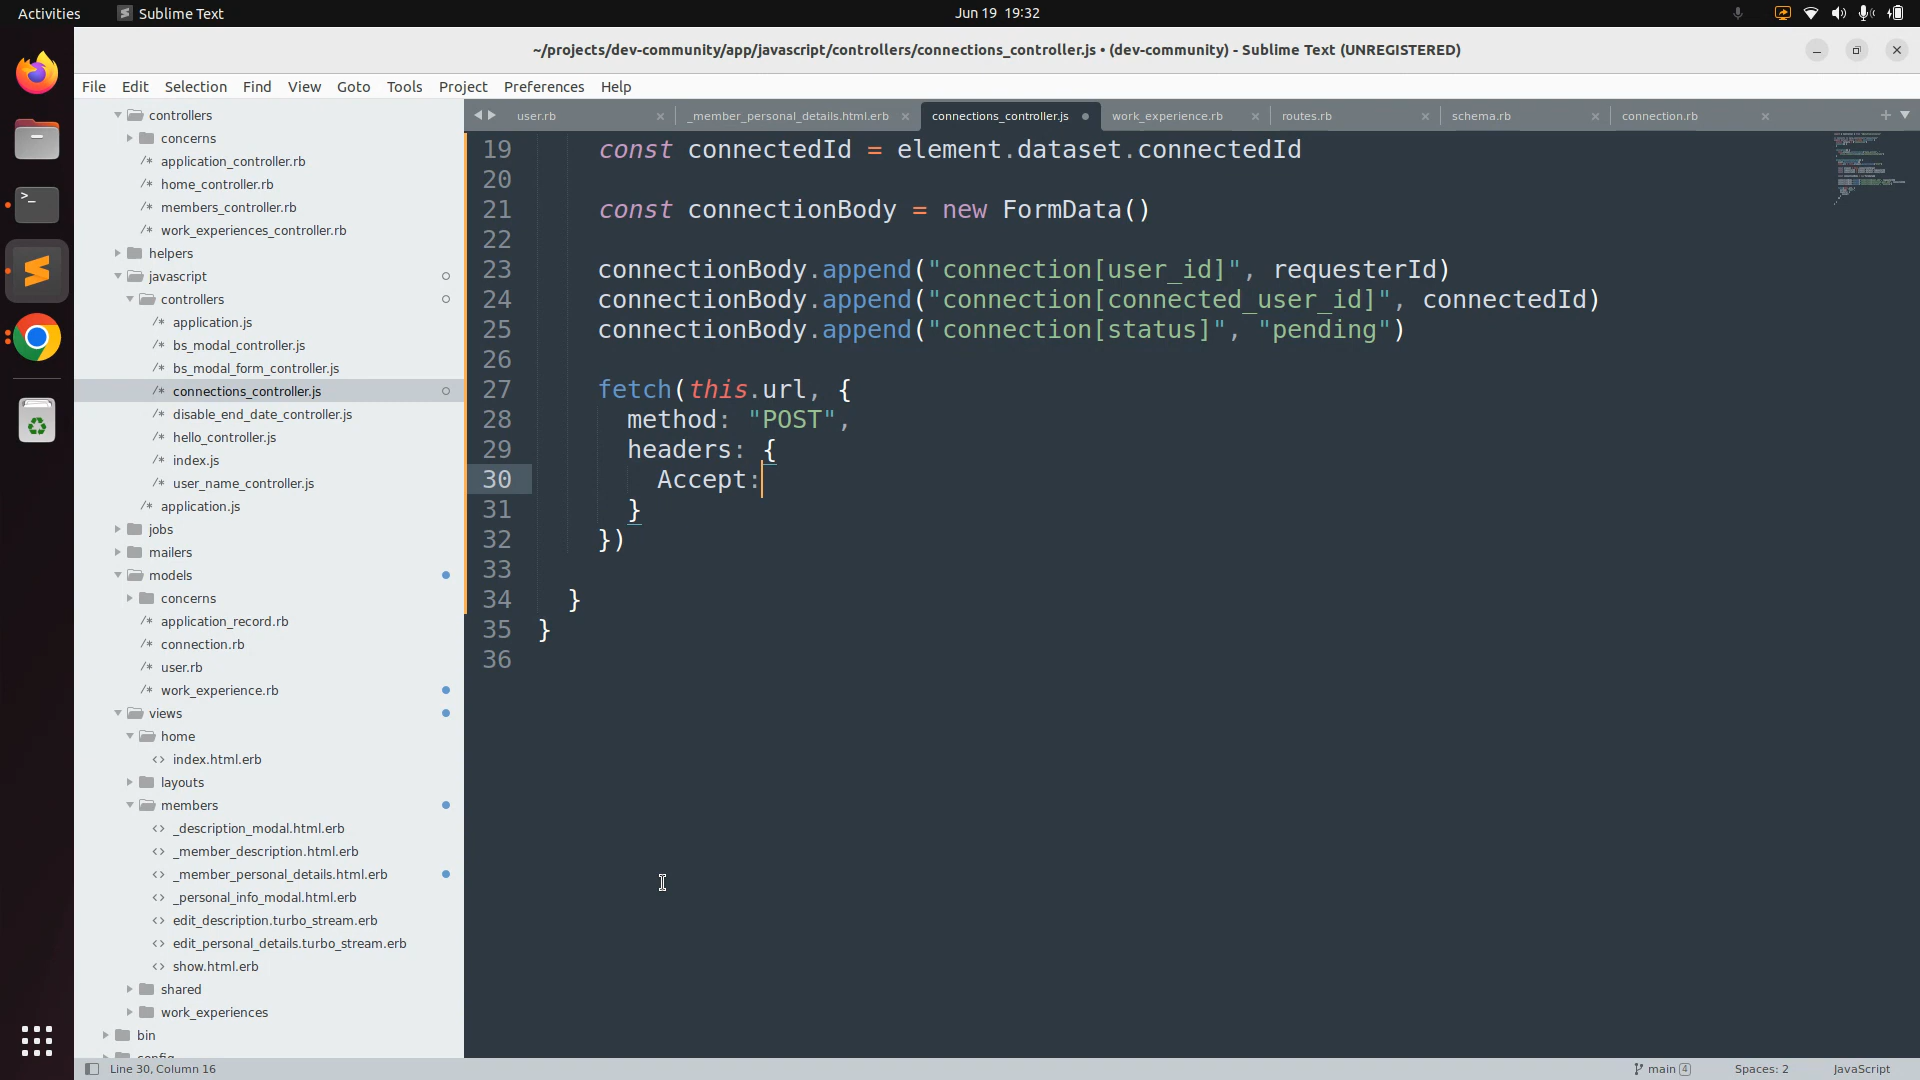 Activities
Sublime Text
Jun 19 19:32
~/projects/dev-community/app/javascript/controllers/connections_controller.js • (dev-community) - Sublime Text (UNREGISTERED)
File Edit Selection Find View Goto Tools Project Preferences Help
controllers
concerns
application_controller.rb
home_controller.rb
members_controller.rb
work_experiences_controller.rb
helpers
javascript
controllers
application.js
bs_modal_controller.js
bs_modal_form_controller.js
connections_controller.js
disable_end_date_controller.js
hello_controller.js
index.js
user_name_controller.js
application.js
jobs
mailers
models
concerns
application_record.rb
connection.rb
user.rb
work_experience.rb
views
home
index.html.erb
layouts
members
_description_modal.html.erb
_member_description.html.erb
_member_personal_details.html.erb
_personal_info_modal.html.erb
edit_description.turbo_stream.erb
edit_personal_details.turbo_stream.erb
show.html.erb
shared
work_experiences
bin
config
user.rb
_member_personal_details.html.erb
connections_controller.js
work_experience.rb
routes.rb
schema.rb
connection.rb
19 const connectedId = element.dataset.connectedId
20
21 const connectionBody = new FormData()
22
23 connectionBody.append("connection[user_id]", requesterId)
24 connectionBody.append("connection[connected_user_id]", connectedId)
25 connectionBody.append("connection[status]", "pending")
26
27 fetch(this.url, {
28 method: "POST",
29 headers: {
30 Accept:
31 }
32 })
33
34 }
35 }
36
Line 30, Column 16
main 4
Spaces: 2
JavaScript